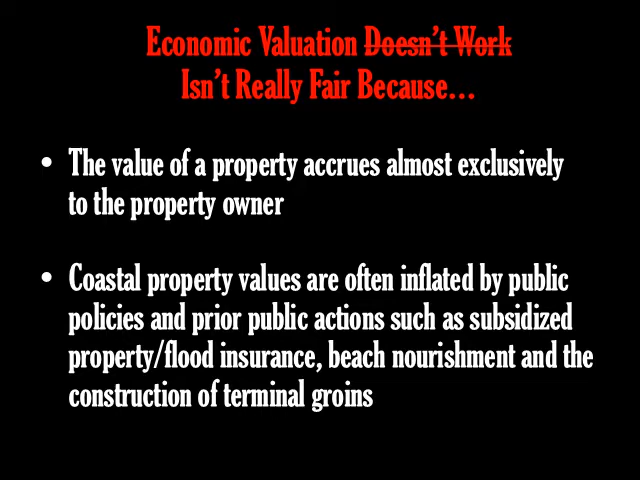 Economic Valuation Doesn't Work
Isn't Really Fair Because...
• The value of a property accrues almost exclusively
to the property owner
• Coastal property values are often inflated by public
policies and prior public actions such as subsidized
property/flood insurance, beach nourishment and the
construction of terminal groins